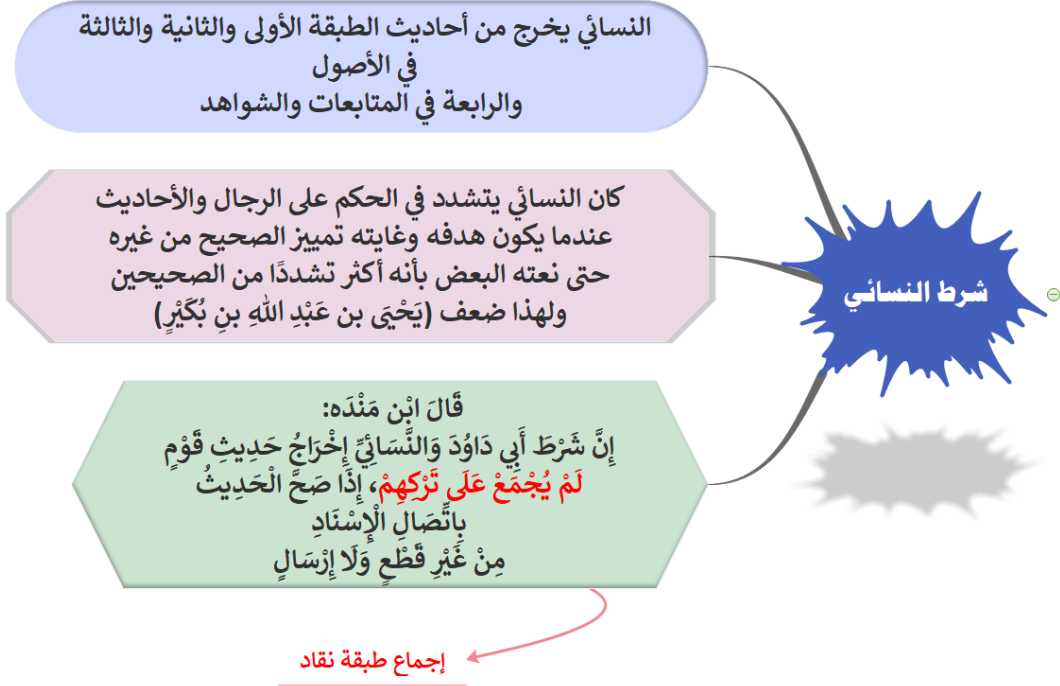 شرط النسائي
النسائي يخرج من أحاديث الطبقة الأولى والثانية والثالثة
في الأصول
والرابعة في المتابعات والشواهد
كان النسائي يتشدد في الحكم على الرجال والأحاديث
عندما يكون هدفه وغايته تمييز الصحيح من غيره
حتى نعته البعض بأنه أكثر تشددًا من الصحيحين
ولهذا ضعف (يَحْيَى بن عَبْدِ اللهِ بنِ بُكَيْرٍ)
قَالَ ابْن مَنْدَه:
إِنَّ شَرْطَ أَبِي دَاوُدَ وَالنَّسَائِيِّ إِخْرَاجُ حَدِيثِ قَوْمٍ
لَمْ يُجْمَعْ عَلَى تَرْكِهِمْ، إِذَا صَحَّ الْحَدِيثُ
بِاتِّصَالِ الْإِسْنَادِ
مِنْ غَيْرِ قَطْعٍ وَلَا إِرْسَالٍ
إجماع طبقة نقاد